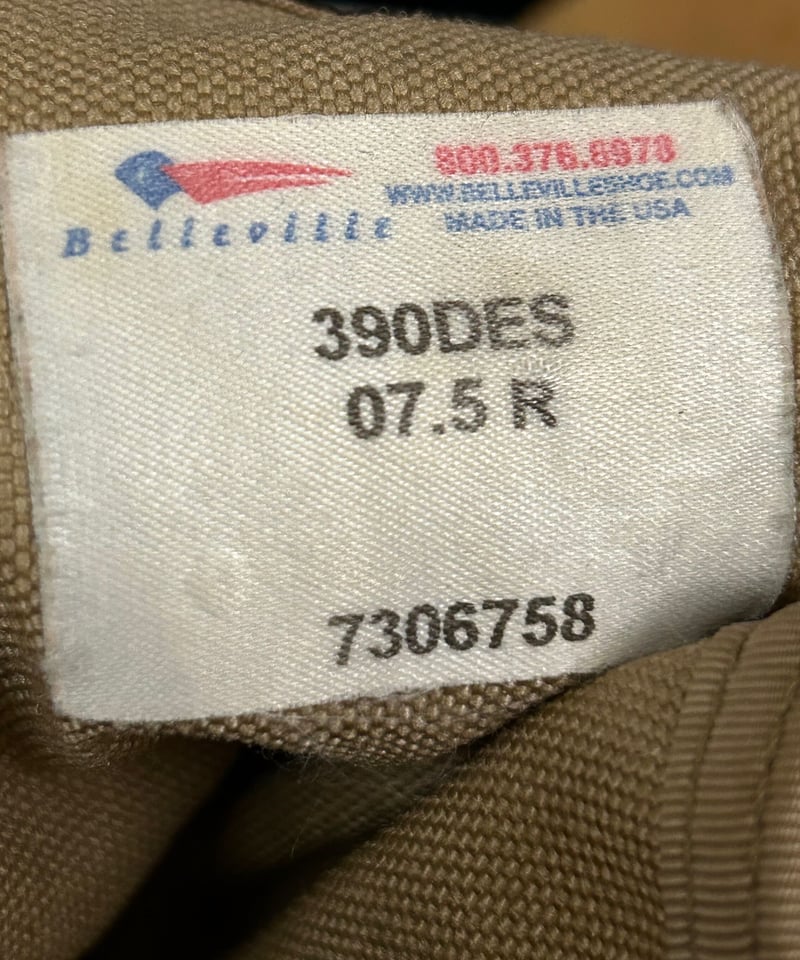 Belleville
800.376.6978
WWW.BELLEVILLESHOE.COM
MADE IN THE USA
390DES
07.5 R
7306758